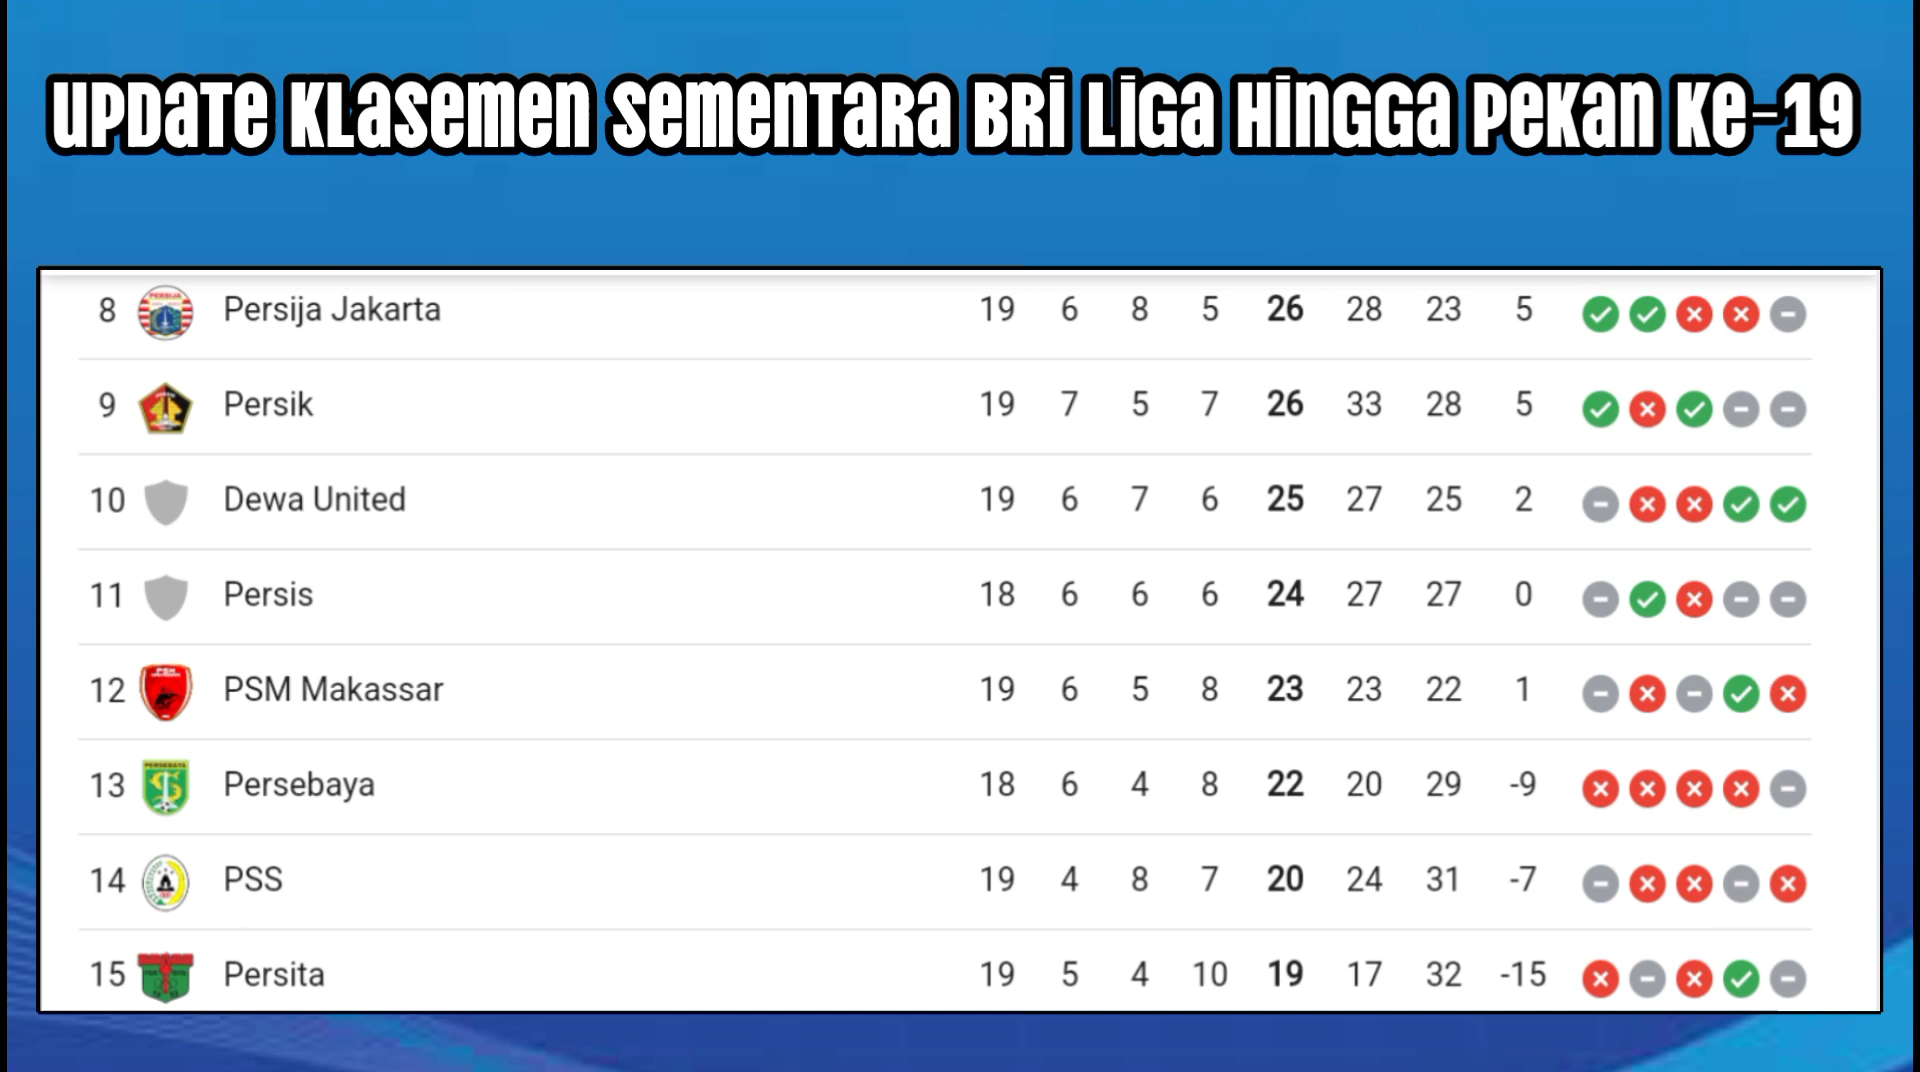 UPDATE KLASEMEN SEMENTARA BRI LIGA HINGGA PEKAN KE-19
8 PERSIJA Persija Jakarta 19 6 8 5 26 28 23 5
9 Persik 19 7 5 7 26 33 28 5
10 Dewa United 19 6 7 6 25 27 25 2
11 Persis 18 6 6 6 24 27 27 0
12 PSM PSM Makassar 19 6 5 8 23 23 22 1
13 PERSEBAYA Persebaya 18 6 4 8 22 20 29 -9
14 PSS 19 4 8 7 20 24 31 -7
15 Persita 19 5 4 10 19 17 32 -15